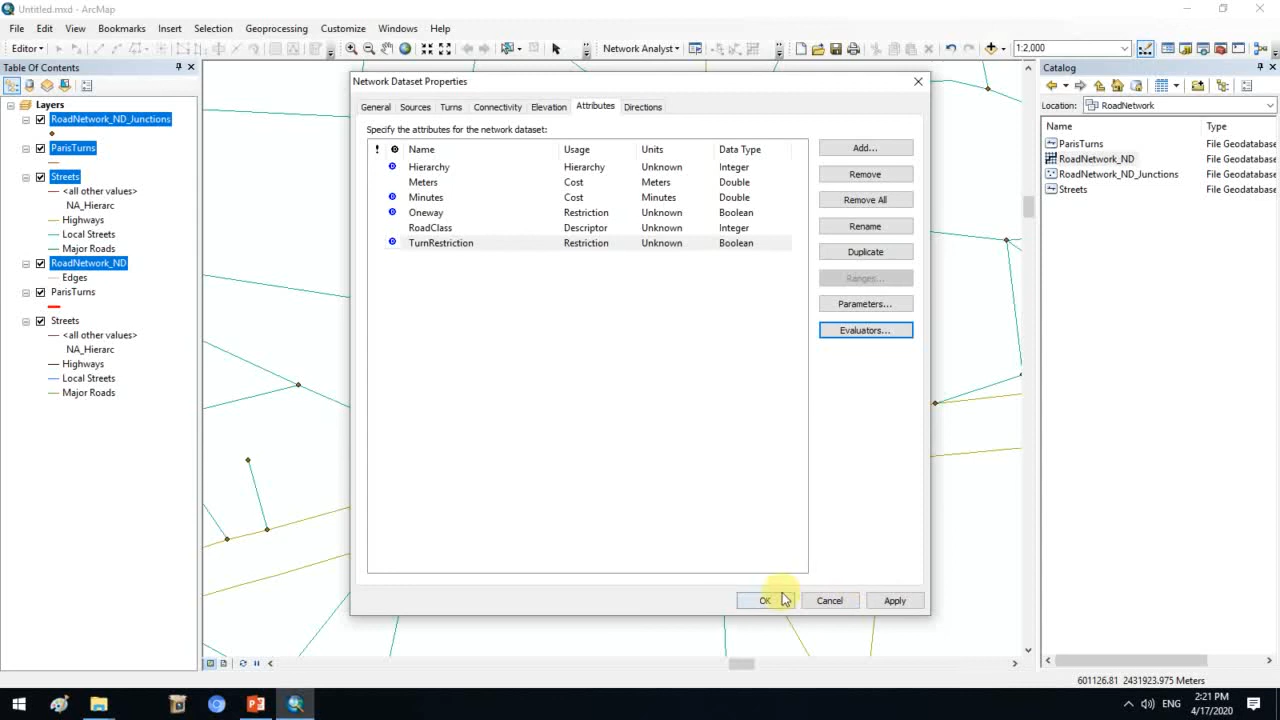 Untitled.mxd - ArcMap
File Edit View Bookmarks Insert Selection Geoprocessing Customize Windows Help
Editor Network Analyst 1:2,000
Table Of Contents
Layers
RoadNetwork_ND_Junctions
ParisTurns
Streets
<all other values>
NA_Hierarc
Highways
Local Streets
Major Roads
RoadNetwork_ND
Edges
ParisTurns
Streets
<all other values>
NA_Hierarc
Highways
Local Streets
Major Roads
Network Dataset Properties
General Sources Turns Connectivity Elevation Attributes Directions
Specify the attributes for the network dataset:
! Name Usage Units Data Type
Hierarchy Hierarchy Unknown Integer
Meters Cost Meters Double
Minutes Cost Minutes Double
Oneway Restriction Unknown Boolean
RoadClass Descriptor Unknown Integer
TurnRestriction Restriction Unknown Boolean
Add...
Remove
Remove All
Rename
Duplicate
Ranges...
Parameters...
Evaluators...
OK Cancel Apply
Catalog
Location: RoadNetwork
Name Type
ParisTurns File Geodatabase
RoadNetwork_ND File Geodatabase
RoadNetwork_ND_Junctions File Geodatabase
Streets File Geodatabase
601126.81 2431923.975 Meters
ENG
2:21 PM
4/17/2020